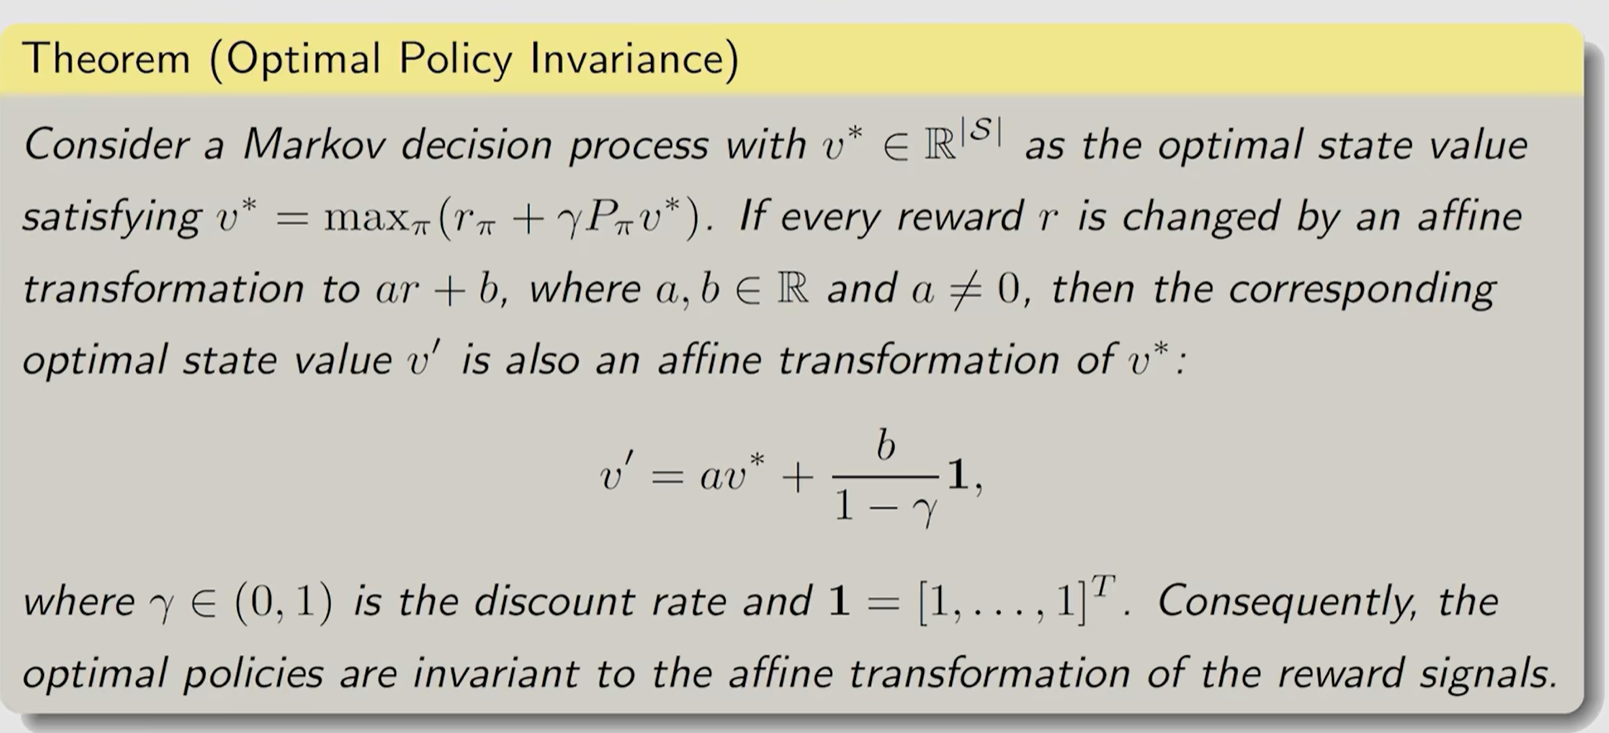 Theorem (Optimal Policy Invariance)
Consider a Markov decision process with $v^* \in \mathbb{R}^{|\mathcal{S}|}$ as the optimal state value
satisfying $v^* = \max_\pi(r_\pi + \gamma P_\pi v^*)$. If every reward $r$ is changed by an affine
transformation to $ar + b$, where $a, b \in \mathbb{R}$ and $a \neq 0$, then the corresponding
optimal state value $v'$ is also an affine transformation of $v^*$:
$v' = av^* + \frac{b}{1 - \gamma}\mathbf{1},$
where $\gamma \in (0, 1)$ is the discount rate and $\mathbf{1} = [1, \ldots, 1]^T$. Consequently, the
optimal policies are invariant to the affine transformation of the reward signals.